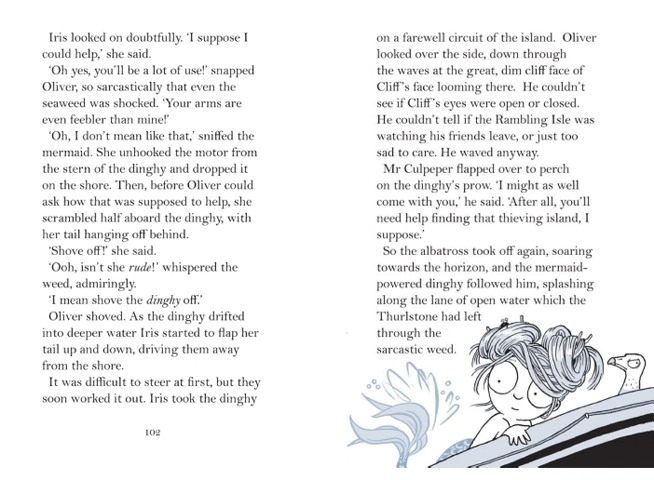 Iris looked on doubtfully. ‘I suppose I
could help,’ she said.
‘Oh yes, you’ll be a lot of use!’ snapped
Oliver, so sarcastically that even the
seaweed was shocked. ‘Your arms are
even feebler than mine!’
‘Oh, I don’t mean like that,’ sniffed the
mermaid. She unhooked the motor from
the stern of the dinghy and dropped it
on the shore. Then, before Oliver could
ask how that was supposed to help, she
scrambled half aboard the dinghy, with
her tail hanging off behind.
‘Shove off!’ she said.
‘Ooh, isn’t she rude!’ whispered the
weed, admiringly.
‘I mean shove the dinghy off.’
Oliver shoved. As the dinghy drifted
into deeper water Iris started to flap her
tail up and down, driving them away
from the shore.
It was difficult to steer at first, but they
soon worked it out. Iris took the dinghy
102
on a farewell circuit of the island. Oliver
looked over the side, down through
the waves at the great, dim cliff face of
Cliff’s face looming there. He couldn’t
see if Cliff’s eyes were open or closed.
He couldn’t tell if the Rambling Isle was
watching his friends leave, or just too
sad to care. He waved anyway.
Mr Culpeper flapped over to perch
on the dinghy’s prow. ‘I might as well
come with you,’ he said. ‘After all, you’ll
need help finding that thieving island, I
suppose.’
So the albatross took off again, soaring
towards the horizon, and the mermaid-
powered dinghy followed him, splashing
along the lane of open water which the
Thurlstone had left
through the
sarcastic weed.